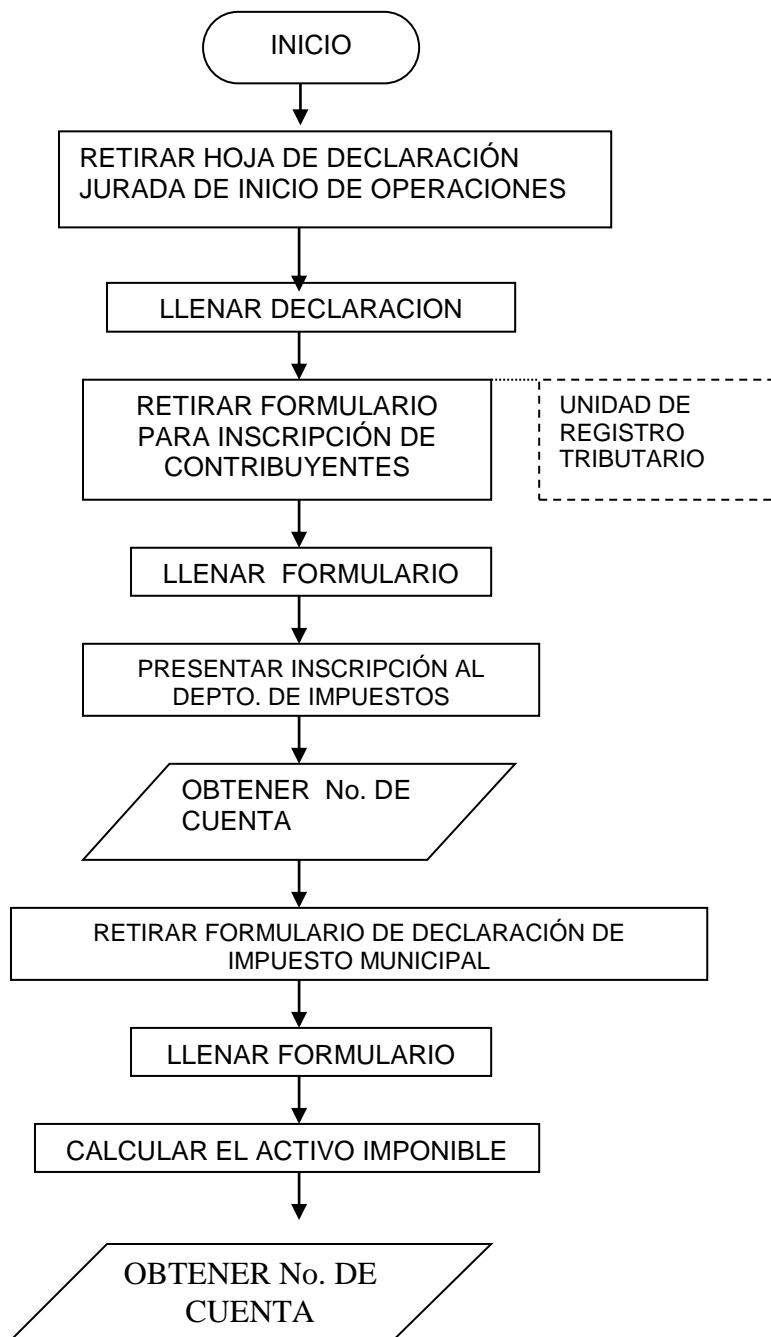 INICIO
RETIRAR HOJA DE DECLARACIÓN
JURADA DE INICIO DE OPERACIONES
LLENAR DECLARACION
RETIRAR FORMULARIO
PARA INSCRIPCIÓN DE
CONTRIBUYENTES
UNIDAD DE
REGISTRO
TRIBUTARIO
LLENAR FORMULARIO
PRESENTAR INSCRIPCIÓN AL
DEPTO. DE IMPUESTOS
OBTENER No. DE
CUENTA
RETIRAR FORMULARIO DE DECLARACIÓN DE
IMPUESTO MUNICIPAL
LLENAR FORMULARIO
CALCULAR EL ACTIVO IMPONIBLE
OBTENER No. DE
CUENTA